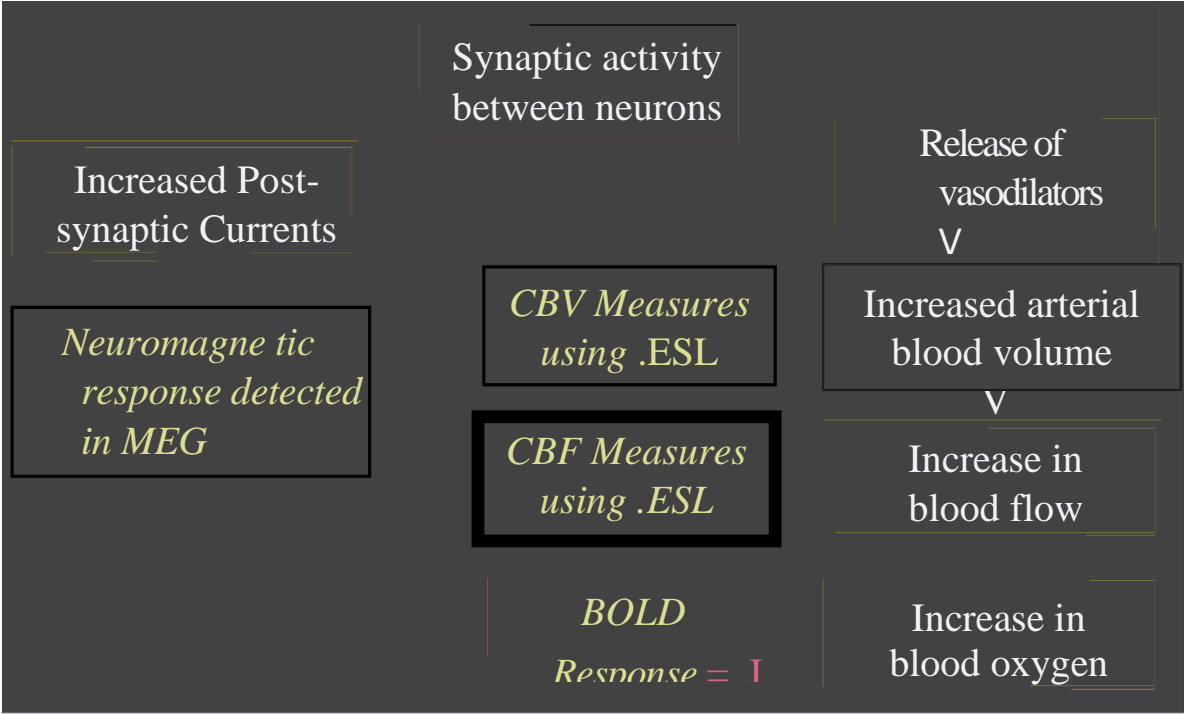 Synaptic activity
between neurons
Increased Post-
synaptic Currents
Release of
vasodilators
V
Neuromagne tic
response detected
in MEG
CBV Measures
using .ESL
Increased arterial
blood volume
V
CBF Measures
using .ESL
Increase in
blood flow
BOLD
Response =
Increase in
blood oxygen